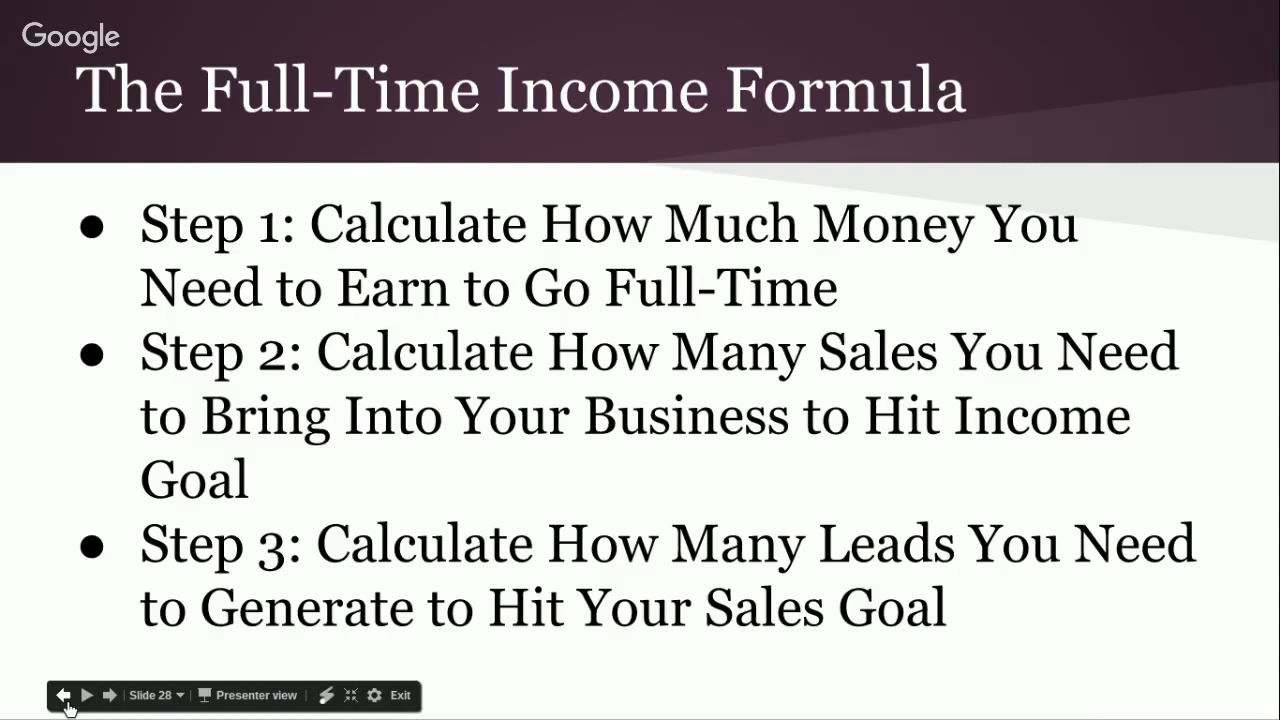 Google
The Full-Time Income Formula
● Step 1: Calculate How Much Money You
Need to Earn to Go Full-Time
● Step 2: Calculate How Many Sales You Need
to Bring Into Your Business to Hit Income
Goal
● Step 3: Calculate How Many Leads You Need
to Generate to Hit Your Sales Goal
Slide 28 Presenter view Exit